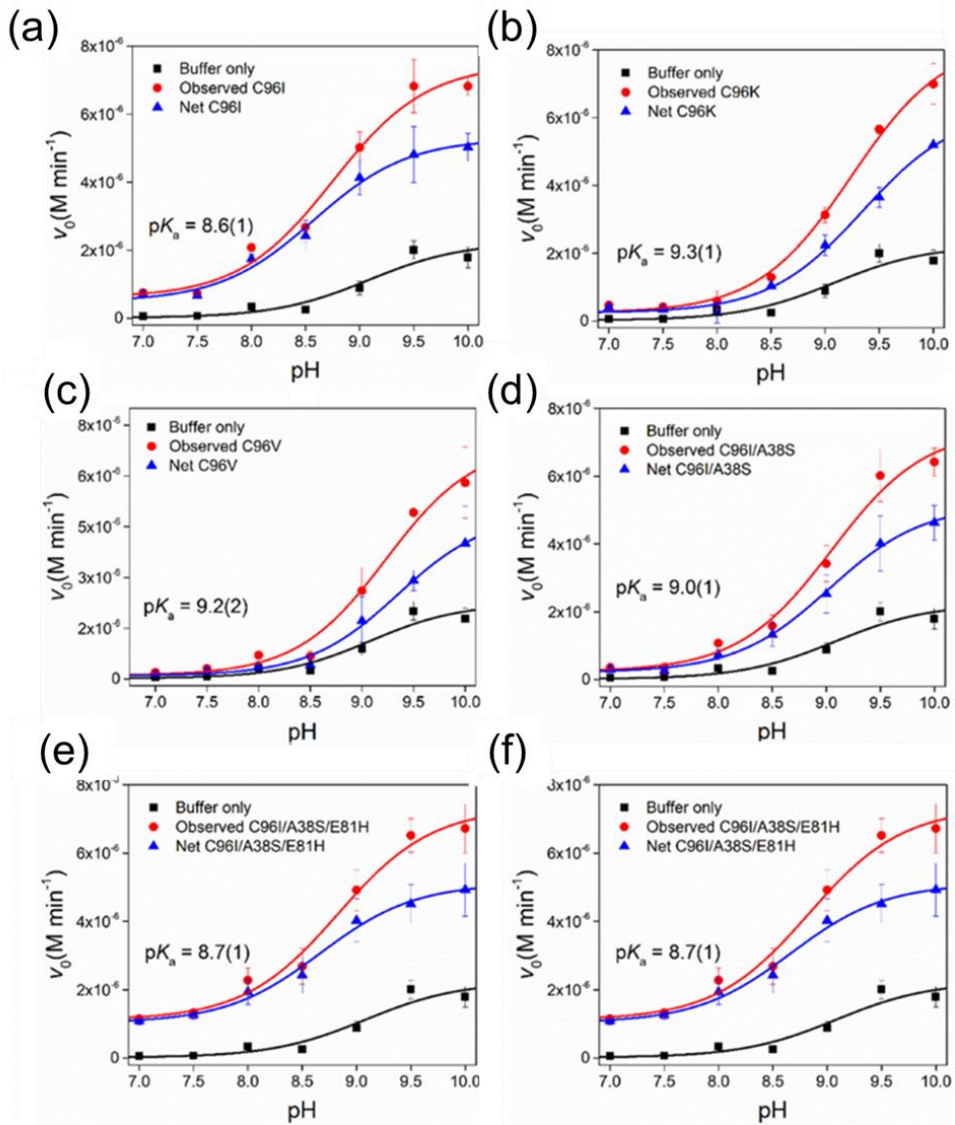 (a)
8x10⁻⁶
6x10⁻⁶
4x10⁻⁶
2x10⁻⁶
0
v₀(M min⁻¹)
Buffer only
Observed C96I
Net C96I
pKₐ = 8.6(1)
7.0 7.5 8.0 8.5 9.0 9.5 10.0
pH
(b)
8x10⁻⁶
6x10⁻⁶
4x10⁻⁶
2x10⁻⁶
0
v₀(M min⁻¹)
Buffer only
Observed C96K
Net C96K
pKₐ = 9.3(1)
7.0 7.5 8.0 8.5 9.0 9.5 10.0
pH
(c)
8x10⁻⁶
6x10⁻⁶
5x10⁻⁶
3x10⁻⁶
2x10⁻⁶
0
v₀(M min⁻¹)
Buffer only
Observed C96V
Net C96V
pKₐ = 9.2(2)
7.0 7.5 8.0 8.5 9.0 9.5 10.0
pH
(d)
8x10⁻⁶
6x10⁻⁶
4x10⁻⁶
2x10⁻⁶
0
v₀(M min⁻¹)
Buffer only
Observed C96I/A38S
Net C96I/A38S
pKₐ = 9.0(1)
7.0 7.5 8.0 8.5 9.0 9.5 10.0
pH
(e)
6x10⁻⁶
4x10⁻⁶
2x10⁻⁶
0
v₀(M min⁻¹)
Buffer only
Observed C96I/A38S/E81H
Net C96I/A38S/E81H
pKₐ = 8.7(1)
7.0 7.5 8.0 8.5 9.0 9.5 10.0
pH
(f)
6x10⁻⁶
4x10⁻⁶
2x10⁻⁶
0
v₀(M min⁻¹)
Buffer only
Observed C96I/A38S/E81H
Net C96I/A38S/E81H
pKₐ = 8.7(1)
7.0 7.5 8.0 8.5 9.0 9.5 10.0
pH